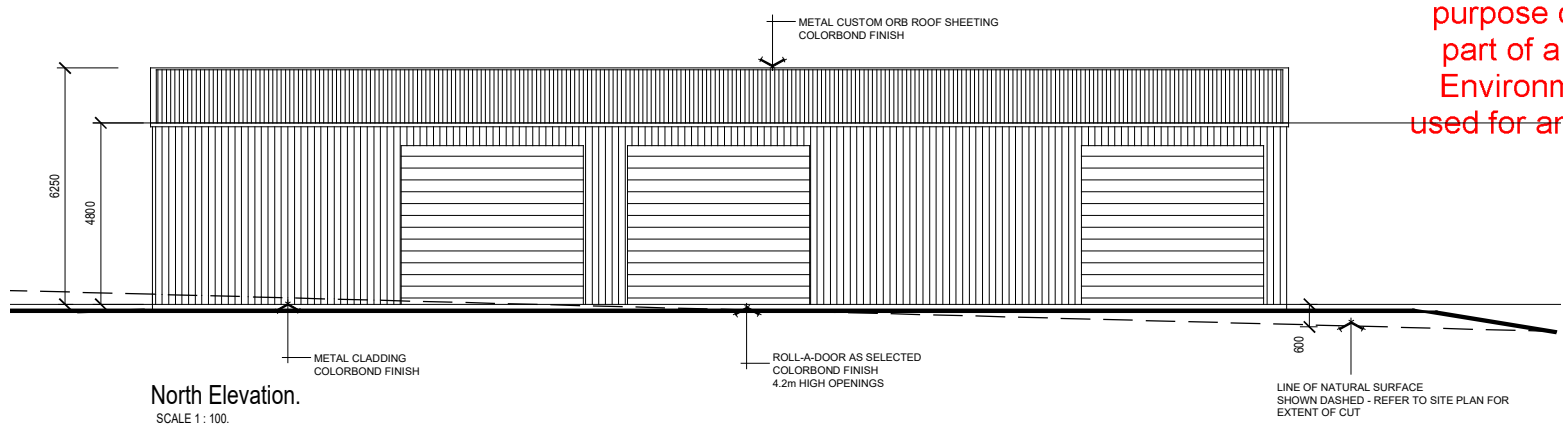 METAL CUSTOM ORB ROOF SHEETING
COLORBOND FINISH
purpose
part of a
used for
6250
4800
600
METAL CLADDING
COLORBOND FINISH
ROLL-A-DOOR AS SELECTED
COLORBOND FINISH
4.2m HIGH OPENINGS
LINE OF NATURAL SURFACE
SHOWN DASHED - REFER TO SITE PLAN FOR
EXTENT OF CUT
North Elevation.
SCALE 1 : 100.